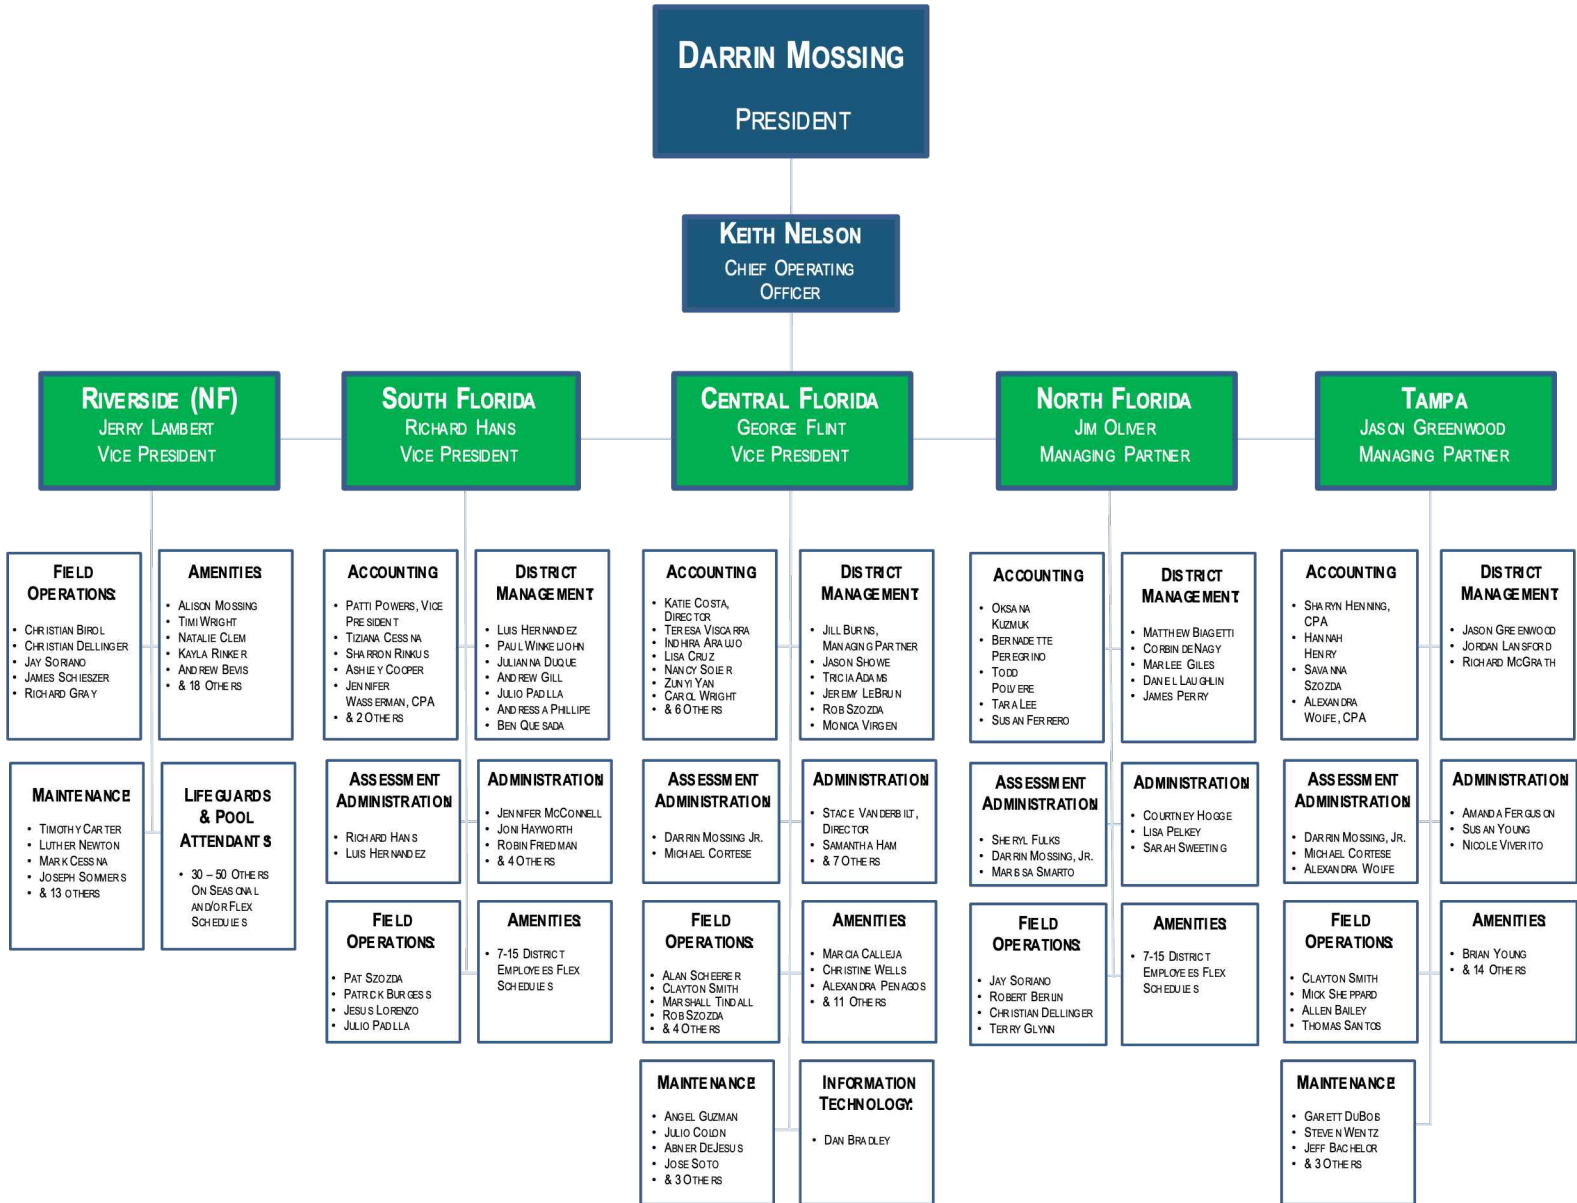 DARRIN MOSSING
PRESIDENT
KEITH NELSON
CHIEF OPERATING
OFFICER
RIVERSIDE (NF)
JERRY LAMBERT
VICE PRESIDENT
SOUTH FLORIDA
RICHARD HANS
VICE PRESIDENT
CENTRAL FLORIDA
GEORGE FLINT
VICE PRESIDENT
NORTH FLORIDA
JIM OLIVER
MANAGING PARTNER
TAMPA
JASON GREENWOOD
MANAGING PARTNER
FIELD
OPERATIONS:
• CHRISTIAN BIROL
• CHRISTIAN DELLINGER
• JAY SORIANO
• JAMES SCHIESZER
• RICHARD GRAY
AMENITIES:
• ALISON MOSSING
• TIM WRIGHT
• NATALIE CLEM
• KAYLA RINKER
• ANDREW BEVIS
• & 18 OTHERS
MAINTENANCE:
• TIMOTHY CARTER
• LUTHER NEWTON
• MARK CESSNA
• JOSEPH SOMMERS
• & 13 OTHERS
LIFEGUARDS
& POOL
ATTENDANTS:
• 30 – 50 OTHERS
ON SEASONAL
AND/OR FLEX
SCHEDULES
ACCOUNTING
• PATTI POWERS, VICE
PRESIDENT
• TIZIANA CESSNA
• SHARRON RINKUS
• ASHLEY COOPER
• JENNIFER
WASSERMAN, CPA
• & 2 OTHERS
DISTRICT
MANAGEMENT:
• LUIS HERNANDEZ
• PAUL WINKELJOHN
• JULIANNA DUQUE
• ANDREW GILL
• JULIO PADILLA
• ANDRESSA PHILLIPE
• BEN QUESADA
ASSESSMENT
ADMINISTRATION:
• RICHARD HANS
• LUIS HERNANDEZ
ADMINISTRATION:
• JENNIFER MCCONNELL
• JONI HAYWORTH
• ROBIN FRIEDMAN
• & 4 OTHERS
FIELD
OPERATIONS:
• PAT SZOZDA
• PATRICK BURGESS
• JESUS LORENZO
• JULIO PADILLA
AMENITIES:
• 7-15 DISTRICT
EMPLOYEES FLEX
SCHEDULES
ACCOUNTING
• KATIE COSTA,
DIRECTOR
• TERESA VISCARRA
• INDHIRA ARAUJO
• LISA CRUZ
• NANCY SOLER
• ZUNYI YAN
• CAROL WRIGHT
• & 6 OTHERS
DISTRICT
MANAGEMENT:
• JILL BURNS,
MANAGING PARTNER
• JASON SHOWE
• TRICIA ADAMS
• JEREMY LEBRUN
• ROB SZOZDA
• MONICA VIRGEN
ASSESSMENT
ADMINISTRATION:
• DARRIN MOSSING JR.
• MICHAEL CORTESE
ADMINISTRATION:
• STACIE VANDERBILT,
DIRECTOR
• SAMANTHA HAM
• & 7 OTHERS
FIELD
OPERATIONS:
• ALAN SCHEERER
• CLAYTON SMITH
• MARSHALL TINDALL
• ROB SZOZDA
• & 4 OTHERS
AMENITIES:
• MARCIA CALLEJA
• CHRISTINE WELLS
• ALEXANDRA PENAGOS
• & 11 OTHERS
MAINTENANCE:
• ANGEL GUZMAN
• JULIO COLON
• ABNER DEJESUS
• JOSE SOTO
• & 3 OTHERS
INFORMATION
TECHNOLOGY:
• DAN BRADLEY
ACCOUNTING
• OKSANA
KUZMUK
• BERNADETTE
PEREGRINO
• TODD
POLVERE
• TARA LEE
• SUSAN FERRERO
DISTRICT
MANAGEMENT:
• MATTHEW BIAGETTI
• CORBIN DENAGY
• MARLEE GILES
• DANIEL LAUGHLIN
• JAMES PERRY
ASSESSMENT
ADMINISTRATION:
• SHERYL FULKS
• DARRIN MOSSING, JR.
• MARISSA SMARTO
ADMINISTRATION:
• COURTNEY HOGGE
• LISA PELKEY
• SARAH SWEETING
FIELD
OPERATIONS:
• JAY SORIANO
• ROBERT BERLIN
• CHRISTIAN DELLINGER
• TERRY GLYNN
AMENITIES:
• 7-15 DISTRICT
EMPLOYEES FLEX
SCHEDULES
ACCOUNTING
• SHARYN HENNING,
CPA
• HANNAH
HENRY
• SAVANNA
SZOZDA
• ALEXANDRA
WOLFE, CPA
DISTRICT
MANAGEMENT:
• JASON GREENWOOD
• JORDAN LANSFORD
• RICHARD MCGRATH
ASSESSMENT
ADMINISTRATION:
• DARRIN MOSSING, JR.
• MICHAEL CORTESE
• ALEXANDRA WOLFE
ADMINISTRATION:
• AMANDA FERGUSON
• SUSAN YOUNG
• NICOLE VIVERITO
FIELD
OPERATIONS:
• CLAYTON SMITH
• MICK SHEPPARD
• ALLEN BAILEY
• THOMAS SANTOS
AMENITIES:
• BRIAN YOUNG
• & 14 OTHERS
MAINTENANCE:
• GARETT DUBOIS
• STEVEN WENTZ
• JEFF BACHELOR
• & 3 OTHERS